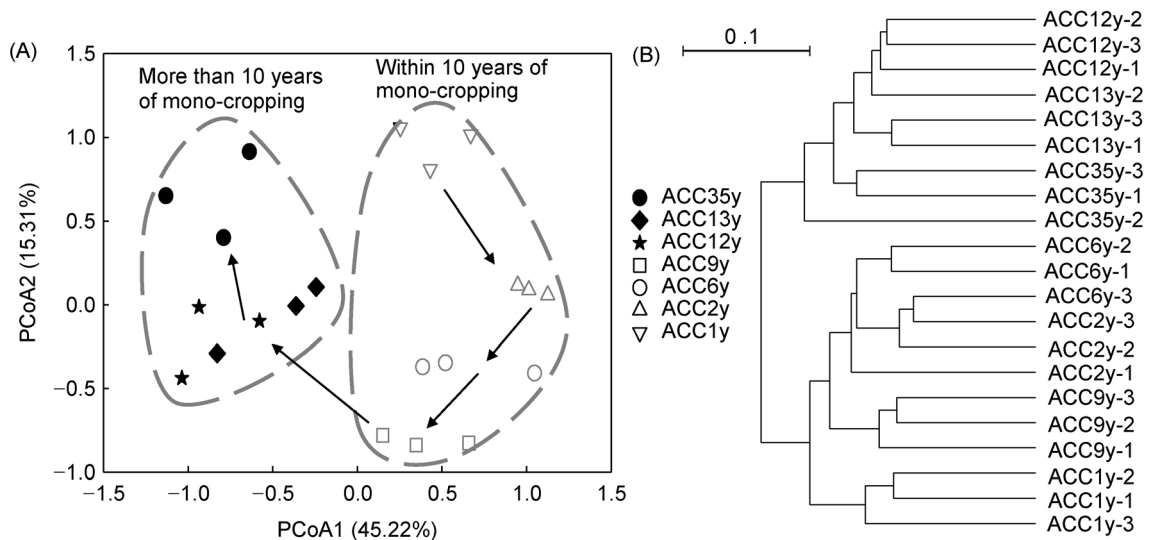 (A)
More than 10 years
of mono-cropping
Within 10 years of
mono-cropping
1.5
1.0
0.5
0.0
−0.5
−1.0
PCoA2 (15.31%)
−1.5
−1.0
−0.5
0.0
0.5
1.0
1.5
PCoA1 (45.22%)
ACC35y
ACC13y
ACC12y
ACC9y
ACC6y
ACC2y
ACC1y
(B)
0.1
ACC12y-2
ACC12y-3
ACC12y-1
ACC13y-2
ACC13y-3
ACC13y-1
ACC35y-3
ACC35y-1
ACC35y-2
ACC6y-2
ACC6y-1
ACC6y-3
ACC2y-3
ACC2y-2
ACC2y-1
ACC9y-3
ACC9y-2
ACC9y-1
ACC1y-2
ACC1y-1
ACC1y-3